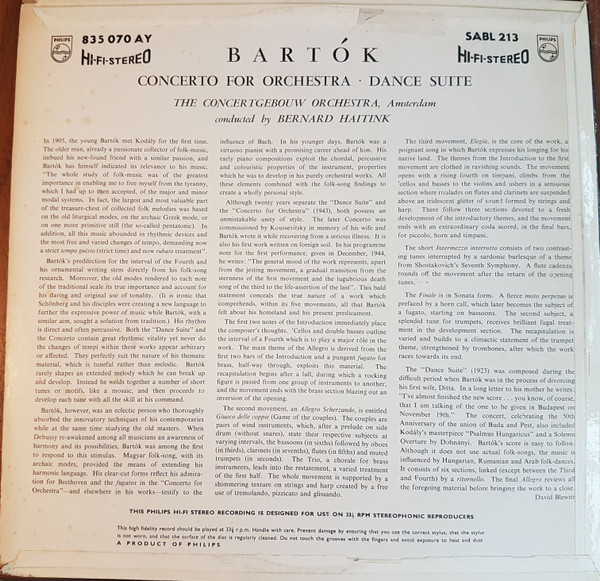 835 070 AY
PHILIPS
HI-FI-STEREO
SABL 213
HI-FI-STEREO
PHILIPS
BARTÓK
CONCERTO FOR ORCHESTRA · DANCE SUITE
THE CONCERTGEBOUW ORCHESTRA, Amsterdam
conducted by BERNARD HAITINK
In 1905, the young Bartók met Kodály for the first time.
The older man, already a passionate collector of folk-music,
imbued his new-found friend with a similar passion, and
Bartók has himself indicated its relevance to his music.
"The whole study of folk-music was of the greatest
importance in enabling me to free myself from the tyranny,
which I had up to then accepted, of the major and minor
modal systems. In fact, the largest and most valuable part
of the treasure-chest of collected folk melodies was based
on the old liturgical modes, on the archaic Greek mode, or
on one more primitive still (the so-called pentatonic). In
addition, all this music abounded in rhythmic devices and
the most free and varied changes of tempo, demanding now
a strict tempo guisto (strict time) and now rubato treatment".
Bartók's predilection for the interval of the Fourth and
his ornamental writing stem directly from his folk-song
research. Moreover, the old modes rendered to each note
of the traditional scale its true importance and account for
his daring and original use of tonality. (It is ironic that
Schönberg and his disciples were creating a new language to
further the expressive power of music while Bartók, with a
similar aim, sought a solution from tradition.) His rhythm
is direct and often percussive. Both the "Dance Suite" and
the Concerto contain great rhythmic vitality yet never do
the changes of tempi within these works appear arbitrary
or affected. They perfectly suit the nature of his thematic
material, which is tuneful rather than melodic. Bartók
rarely shapes an extended melody which he can break up
and develop. Instead he welds together a number of short
tunes or motifs, like a mosaic, and then proceeds to
develop each tune with all the skill at his command.
Bartók, however, was an eclectic person who thoroughly
absorbed the innovatory techniques of his contemporaries
while at the same time studying the old masters. When
Debussy re-awakened among all musicians an awareness of
harmony and its possibilities, Bartók was among the first
to respond to this stimulus. Magyar folk-song, with its
archaic modes, provided the means of extending his
harmonic language. His clear-cut forms reflect his admira-
tion for Beethoven and the fugatos in the "Concerto for
Orchestra"—and elsewhere in his works—testify to the
influence of Bach. In his younger days, Bartók was a
virtuoso pianist with a promising career ahead of him. His
early piano compositions exploit the chordal, percussive
and colouristic properties of the instrument, properties
which he was to develop in his purely orchestral works. All
these elements combined with the folk-song findings to
create a wholly personal style.
Although twenty years separate the "Dance Suite" and
the "Concerto for Orchestra" (1943), both possess an
unmistakable unity of style. The later Concerto was
commissioned by Koussevitsky in memory of his wife and
Bartók wrote it while recovering from a serious illness. It is
also his first work written on foreign soil. In his programme
note for the first performance, given in December, 1944,
he wrote: "The general mood of the work represents, apart
from the jesting movement, a gradual transition from the
sternness of the first movement and the lugubrious death
song of the third to the life-assertion of the last". This bald
statement conceals the true nature of a work which
comprehends, within its five movements, all that Bartók
felt about his homeland and his present predicament.
The first two notes of the Introduction immediately place
the composer's thoughts. 'Cellos and double basses outline
the interval of a Fourth which is to play a major rôle in the
work. The main theme of the Allegro is derived from the
first two bars of the Introduction and a pungent fugato for
brass, half-way through, exploits this material. The
recapitulation begins after a lull, during which a rocking
figure is passed from one group of instruments to another,
and the movement ends with the brass section blazing out an
inversion of the opening.
The second movement, an Allegro Scherzando, is entitled
Giuoco delle coppie (Game of the couples). The couples are
pairs of wind instruments, which, after a prelude on side
drum (without snares), state their respective subjects at
varying intervals, the bassoons (in sixths) followed by oboes
(in thirds), clarinets (in sevenths), flutes (in fifths) and muted
trumpets (in seconds). The Trio, a chorale for brass
instruments, leads into the restatement, a varied treatment
of the first half. The whole movement is supported by a
shimmering texture on strings and harp created by a free
use of tremolando, pizzicato and glissando.
The third movement, Elegia, is the core of the work, a
poignant song in which Bartók expresses his longing for his
native land. The themes from the Introduction to the first
movement are clothed in ravishing sounds. The movement
opens with a rising fourth on timpani, climbs from the
'cellos and basses to the violins and ushers in a sensuous
section where roulades on flutes and clarinets are suspended
above an iridescent glitter of sound formed by strings and
harp. There follow three sections devoted to a fresh
development of the introductory themes, and the movement
ends with an extraordinary coda scored, in the final bars,
for piccolo, horn and timpani.
The short Intermezzo interrotto consists of two contrast-
ing tunes interrupted by a sardonic burlesque of a theme
from Shostakovich's Seventh Symphony. A flute cadenza
rounds off the movement after the return of the opening
tunes.
The Finale is in Sonata form. A fierce moto perpetuo is
prefaced by a horn call, which later becomes the subject of
a fugato, starting on bassoons. The second subject, a
splendid tune for trumpets, receives brilliant fugal treat-
ment in the development section. The recapitulation is
varied and builds to a climactic statement of the trumpet
theme, strengthened by trombones, after which the work
races towards its end.
The "Dance Suite" (1923) was composed during the
difficult period when Bartók was in the process of divorcing
his first wife, Ditta. In a long letter to his mother he writes:
"I've almost finished the new score . . . you know, of course,
that I am talking of the one to be given in Budapest on
November 19th." The concert, celebrating the 50th
Anniversary of the union of Buda and Pest, also included
Kodály's masterpiece "Psalmus Hungaricus" and a Solemn
Overture by Dohnányi. Bartók's score is easy to follow.
Although it does not use actual folk-songs, the music is
influenced by Hungarian, Rumanian and Arab folk-dances.
It consists of six sections, linked (except between the Third
and Fourth) by a ritornello. The final Allegro reviews all
the foregoing material before bringing the work to a close.
David Blewitt
THIS PHILIPS HI-FI STEREO RECORDING IS DESIGNED FOR USE ON 33⅓ RPM STEREOPHONIC REPRODUCERS
This high fidelity record should be played at 33⅓ r.p.m. Handle with care. Prevent damage by ensuring that you use the correct stylus, that the stylus
is not worn, and that the surface of the disc is regularly cleaned. Do not touch the grooves with the fingers and avoid exposure to heat and dust
A PRODUCT OF PHILIPS